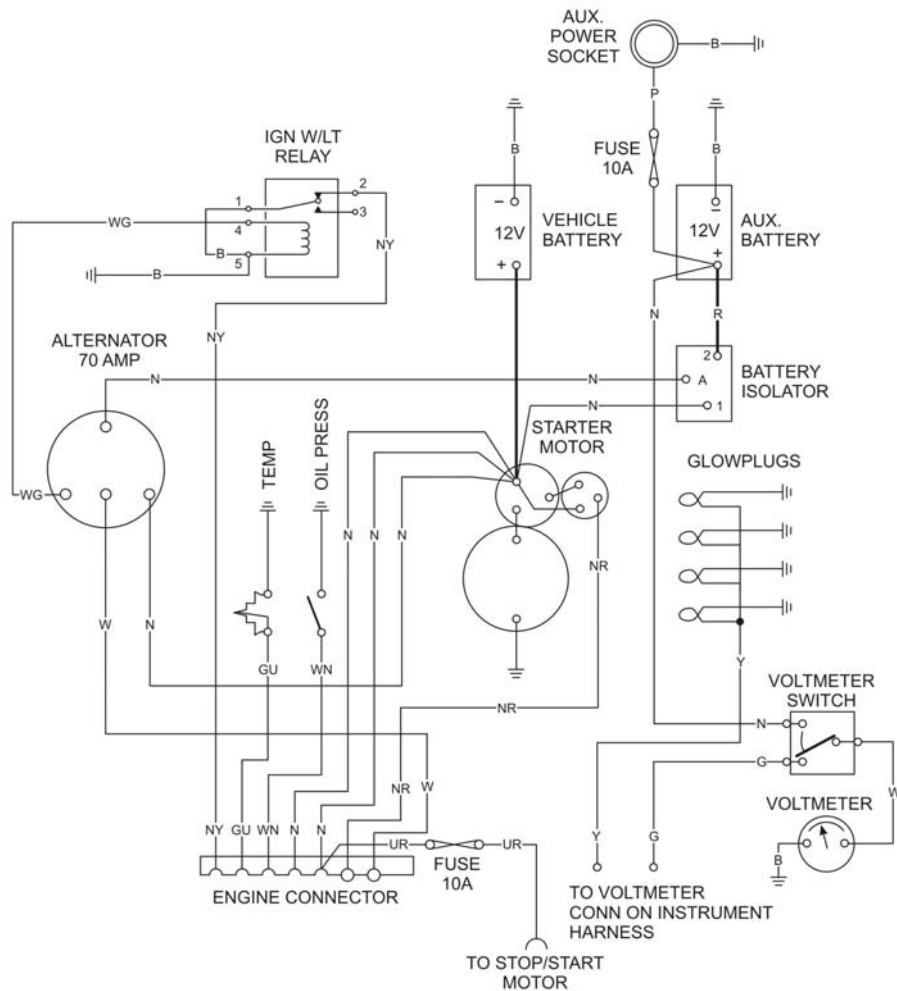 AUX.
POWER
SOCKET
B
P
IGN W/LT
RELAY
B
FUSE
10A
B
1
2
3
4
5
WG
B
B
NY
−
12V
+
VEHICLE
BATTERY
−
12V
+
AUX.
BATTERY
NY
N
R
ALTERNATOR
70 AMP
N
N
A
2
1
BATTERY
ISOLATOR
N
TEMP
OIL PRESS
STARTER
MOTOR
GLOWPLUGS
WG
N
N
N
NR
W
N
GU
WN
Y
NR
VOLTMETER
SWITCH
N
G
NR
W
W
VOLTMETER
NY
GU
WN
N
N
UR
UR
Y
G
B
FUSE
10A
ENGINE CONNECTOR
TO VOLTMETER
CONN ON INSTRUMENT
HARNESS
TO STOP/START
MOTOR